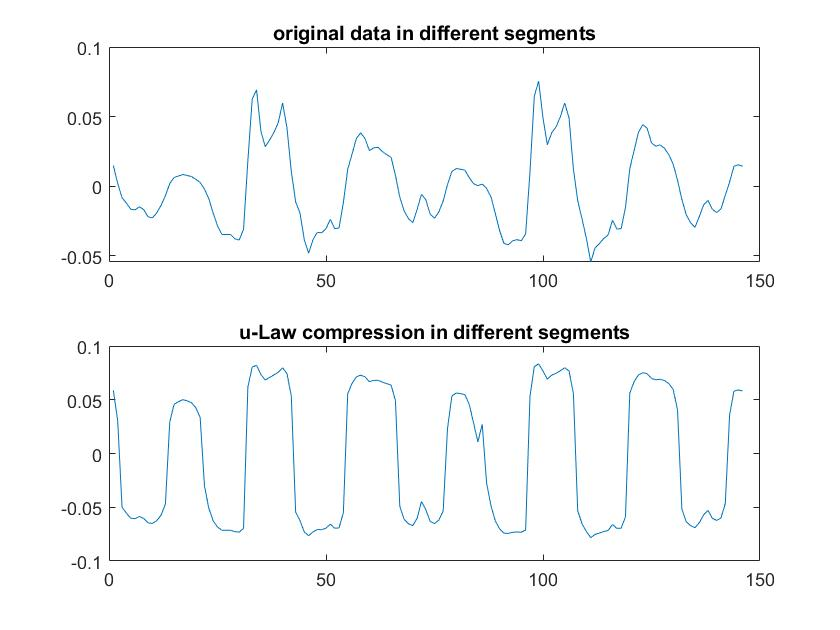 original data in different segments
0.1
0.05
0
-0.05
0 50 100 150
u-Law compression in different segments
0.1
0.05
0
-0.05
-0.1
0 50 100 150